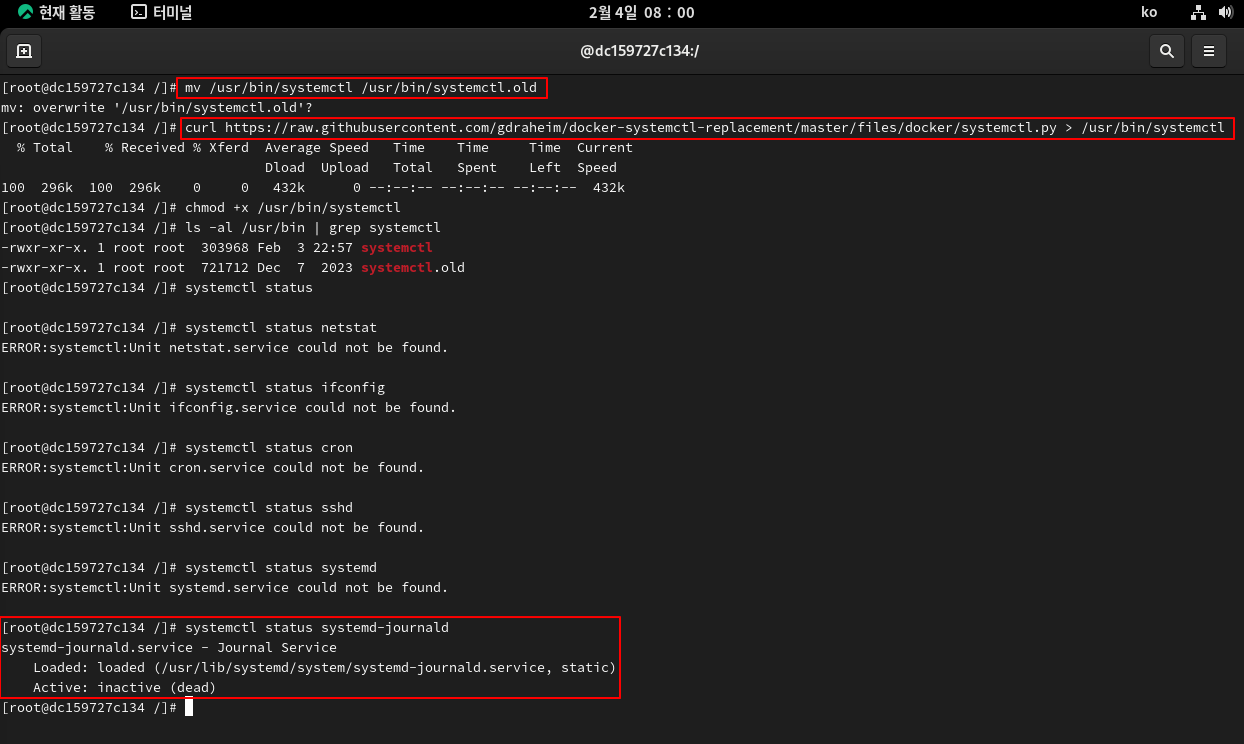 현재 활동 터미널 2월 4일 08 : 00 ko
@dc159727c134:/
[root@dc159727c134 /]# mv /usr/bin/systemctl /usr/bin/systemctl.old
mv: overwrite '/usr/bin/systemctl.old'?
[root@dc159727c134 /]# curl https://raw.githubusercontent.com/gdraheim/docker-systemctl-replacement/master/files/docker/systemctl.py > /usr/bin/systemctl
  % Total    % Received % Xferd  Average Speed   Time    Time     Time  Current
                                 Dload  Upload   Total   Spent    Left  Speed
100  296k  100  296k    0     0   432k      0 --:--:-- --:--:-- --:--:--  432k
[root@dc159727c134 /]# chmod +x /usr/bin/systemctl
[root@dc159727c134 /]# ls -al /usr/bin | grep systemctl
-rwxr-xr-x. 1 root root  303968 Feb  3 22:57 systemctl
-rwxr-xr-x. 1 root root  721712 Dec  7  2023 systemctl.old
[root@dc159727c134 /]# systemctl status
[root@dc159727c134 /]# systemctl status netstat
ERROR:systemctl:Unit netstat.service could not be found.
[root@dc159727c134 /]# systemctl status ifconfig
ERROR:systemctl:Unit ifconfig.service could not be found.
[root@dc159727c134 /]# systemctl status cron
ERROR:systemctl:Unit cron.service could not be found.
[root@dc159727c134 /]# systemctl status sshd
ERROR:systemctl:Unit sshd.service could not be found.
[root@dc159727c134 /]# systemctl status systemd
ERROR:systemctl:Unit systemd.service could not be found.
[root@dc159727c134 /]# systemctl status systemd-journald
systemd-journald.service - Journal Service
    Loaded: loaded (/usr/lib/systemd/system/systemd-journald.service, static)
    Active: inactive (dead)
[root@dc159727c134 /]#